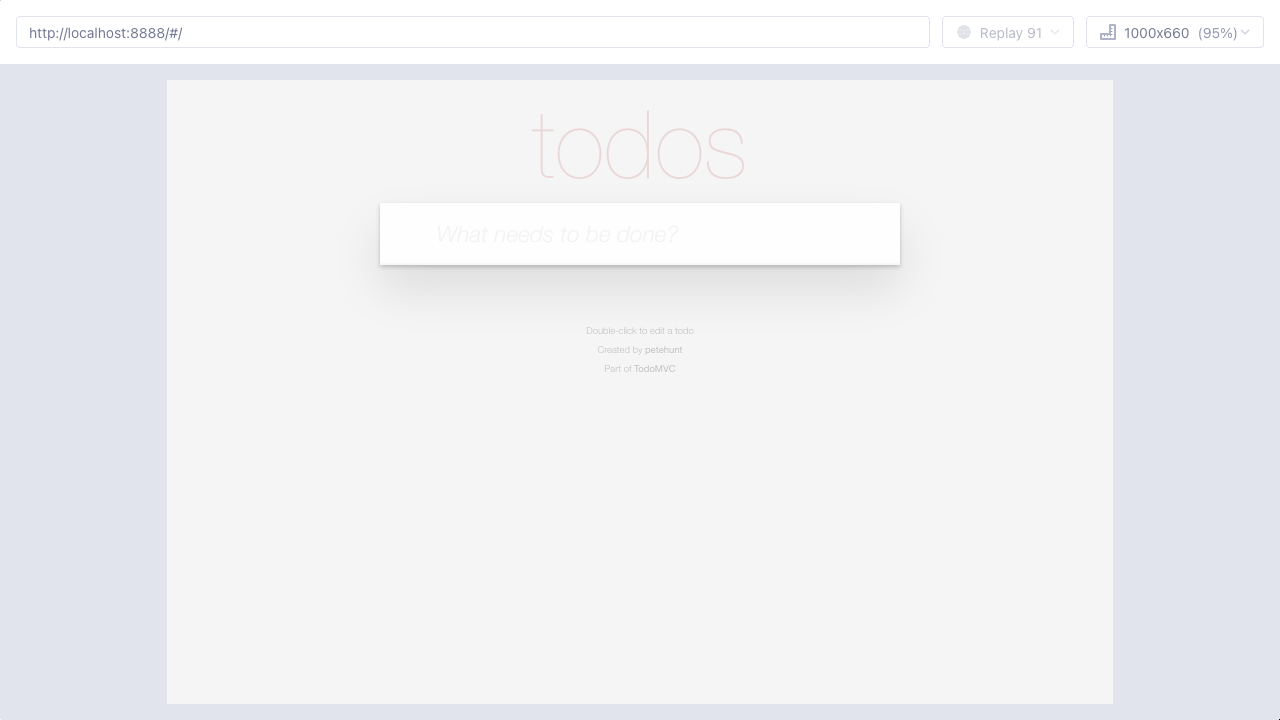 http://localhost:8888/#/
Replay 91
1000x660 (95%)
todos
What needs to be done?
Double-click to edit a todo
Created by petehunt
Part of TodoMVC